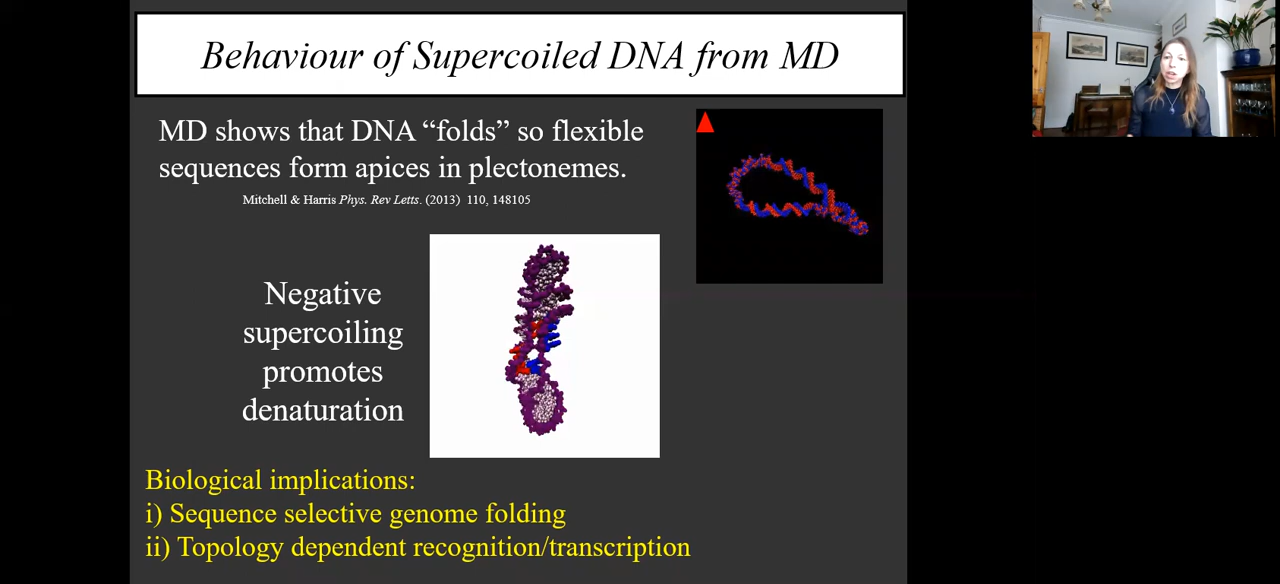 Behaviour of Supercoiled DNA from MD
MD shows that DNA “folds” so flexible
sequences form apices in plectonemes.
Mitchell & Harris Phys. Rev Letts. (2013) 110, 148105
Negative
supercoiling
promotes
denaturation
Biological implications:
i) Sequence selective genome folding
ii) Topology dependent recognition/transcription